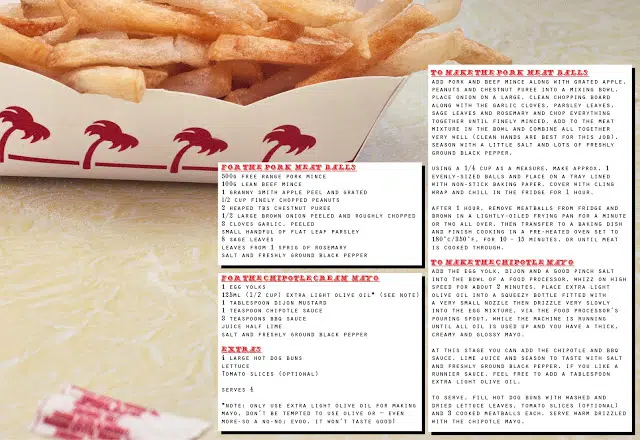 FOR THE PORK MEAT BALLS
500g FREE RANGE PORK MINCE
100g LEAN BEEF MINCE
1 GRANNY SMITH APPLE PEEL AND GRATED
1/2 CUP FINELY CHOPPED PEANUTS
2 HEAPED TBS CHESTNUT PUREE
1/2 LARGE BROWN ONION PEELED AND ROUGHLY CHOPPED
2 CLOVES GARLIC, PEELED
SMALL HANDFUL OF FLAT LEAF PARSLEY
8 SAGE LEAVES
LEAVES FROM 1 SPRIG OF ROSEMARY
SALT AND FRESHLY GROUND BLACK PEPPER
FOR THE CHIPOTLE CREAM MAYO
1 EGG YOLKS
125ML (1/2 CUP) EXTRA LIGHT OLIVE OIL* (SEE NOTE)
1 TABLESPOON DIJON MUSTARD
1 TEASPOON CHIPOTLE SAUCE
2 TEASPOONS BBQ SAUCE
JUICE HALF LIME
SALT AND FRESHLY GROUND BLACK PEPPER
EXTRAS
4 LARGE HOT DOG BUNS
LETTUCE
TOMATO SLICES (OPTIONAL)
SERVES 4
*NOTE: ONLY USE EXTRA LIGHT OLIVE OIL FOR MAKING
MAYO, DON'T BE TEMPTED TO USE OLIVE OR – EVEN
MORE-SO A NO-NO: EVOO. IT WON'T TASTE GOOD!
TO MAKE THE PORK MEAT BALLS
ADD PORK AND BEEF MINCE ALONG WITH GRATED APPLE,
PEANUTS AND CHESTNUT PUREE INTO A MIXING BOWL.
PLACE ONION ON A LARGE, CLEAN CHOPPING BOARD
ALONG WITH THE GARLIC CLOVES, PARSLEY LEAVES,
SAGE LEAVES AND ROSEMARY AND CHOP EVERYTHING
TOGETHER UNTIL FINELY MINCED. ADD TO THE MEAT
MIXTURE IN THE BOWL AND COMBINE ALL TOGETHER
VERY WELL (CLEAN HANDS ARE BEST FOR THIS JOB).
SEASON WITH A LITTLE SALT AND LOTS OF FRESHLY
GROUND BLACK PEPPER.
USING A 1/4 CUP AS A MEASURE, MAKE APPROX. 1
EVENLY-SIZED BALLS AND PLACE ON A TRAY LINED
WITH NON-STICK BAKING PAPER. COVER WITH CLING
WRAP AND CHILL IN THE FRIDGE FOR 1 HOUR.
AFTER 1 HOUR, REMOVE MEATBALLS FROM FRIDGE AND
BROWN IN A LIGHTLY-OILED FRYING PAN FOR A MINUTE
OR TWO ALL OVER. THEN TRANSFER TO A BAKING DISH
AND FINISH COOKING IN A PRE-HEATED OVEN SET TO
180°C/350°F, FOR 10 – 15 MINUTES, OR UNTIL MEAT
IS COOKED THROUGH.
TO MAKE THE CHIPOTLE MAYO
ADD THE EGG YOLK, DIJON AND A GOOD PINCH SALT
INTO THE BOWL OF A FOOD PROCESSOR. WHIZZ ON HIGH
SPEED FOR ABOUT 2 MINUTES. PLACE EXTRA LIGHT
OLIVE OIL INTO A SQUEEZY BOTTLE FITTED WITH
A VERY SMALL NOZZLE THEN DRIZZLE VERY SLOWLY
INTO THE EGG MIXTURE, VIA THE FOOD PROCESSOR'S
POURING SPOUT, WHILE THE MACHINE IS RUNNING
UNTIL ALL OIL IS USED UP AND YOU HAVE A THICK,
CREAMY AND GLOSSY MAYO.
AT THIS STAGE YOU CAN ADD THE CHIPOTLE AND BBQ
SAUCE, LIME JUICE AND SEASON TO TASTE WITH SALT
AND FRESHLY GROUND BLACK PEPPER. IF YOU LIKE A
RUNNIER SAUCE, FEEL FREE TO ADD A TABLESPOON
EXTRA LIGHT OLIVE OIL.
TO SERVE, FILL HOT DOG BUNS WITH WASHED AND
DRIED LETTUCE LEAVES, TOMATO SLICES (OPTIONAL)
AND 3 COOKED MEATBALLS EACH. SERVE WARM DRIZZLED
WITH THE CHIPOTLE MAYO.